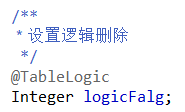 /**
* 设置逻辑删除
*/
@TableLogic
Integer logicFalg;